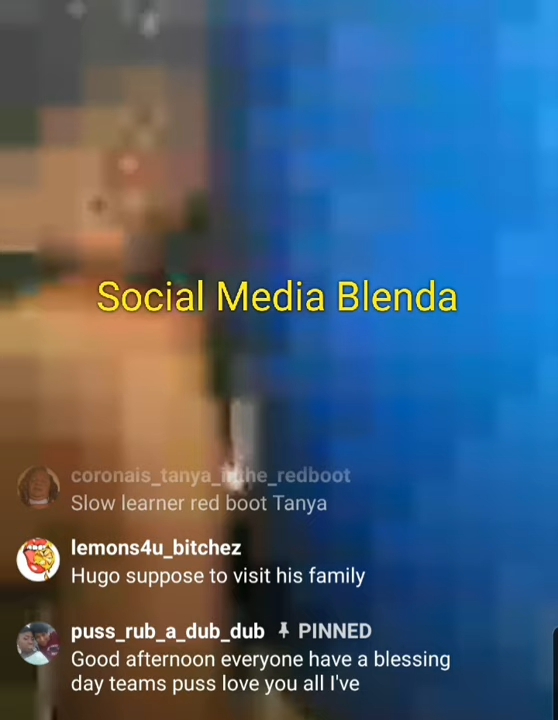 Social Media Blenda
coronais_tanya_in_the_redboot
Slow learner red boot Tanya
lemons4u_bitchez
Hugo suppose to visit his family
puss_rub_a_dub_dub PINNED
Good afternoon everyone have a blessing
day teams puss love you all I've